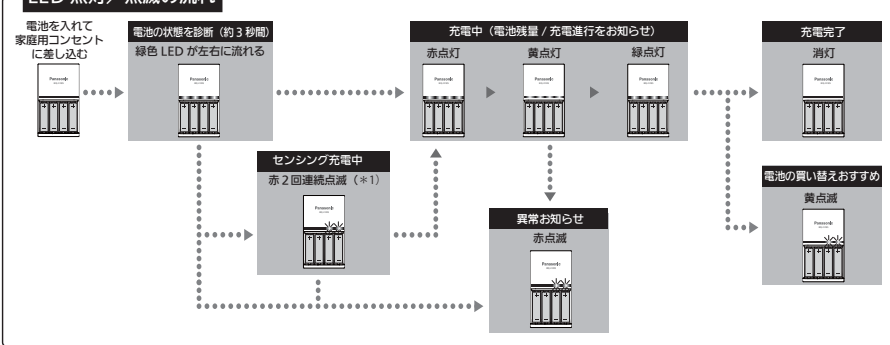 LED 点灯／点滅の流れ
電池を入れて
家庭用コンセント
に差し込む
Panasonic
電池の状態を診断（約3秒間）
緑色 LED が左右に流れる
Panasonic
充電中（電池残量 / 充電進行をお知らせ）
赤点灯
黄点灯
緑点灯
Panasonic
Panasonic
Panasonic
充電完了
消灯
Panasonic
センシング充電中
赤2回連続点滅（＊1）
Panasonic
異常お知らせ
赤点滅
Panasonic
電池の買い替えおすすめ
黄点滅
Panasonic